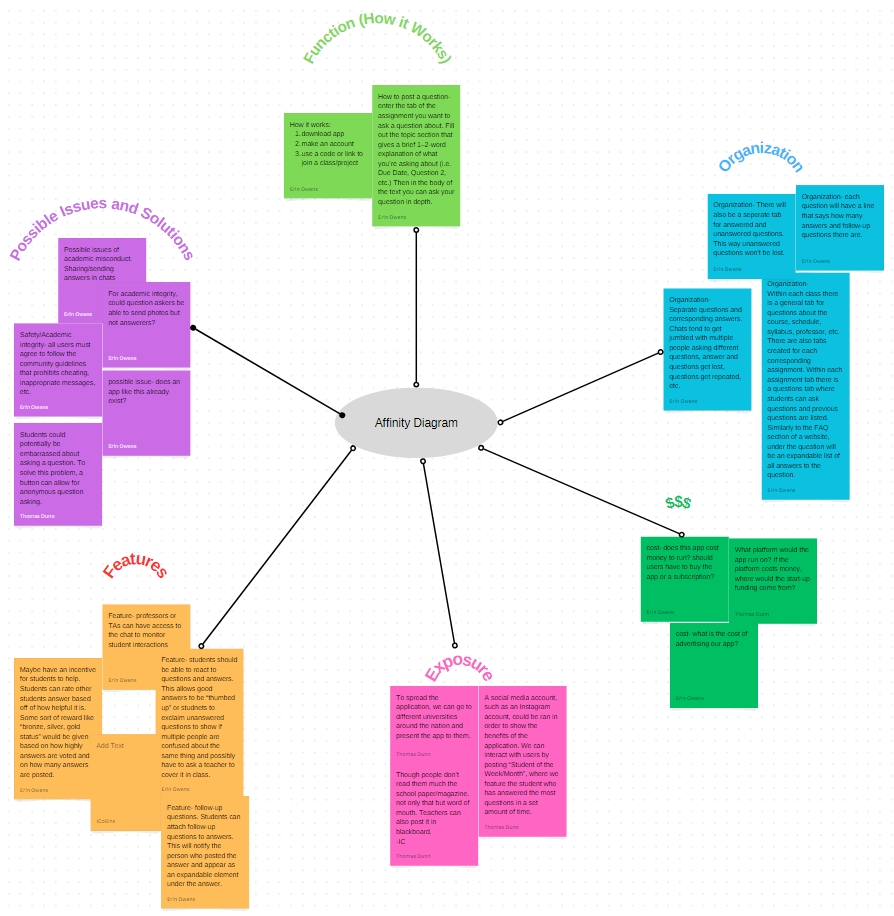 Function (How it Works)
How it works:
1. download app
2. make an account
3. use a code or link to
join a class/project
Erin Owens
How to post a question-
enter the tab of the
assignment you want to
ask a question about. Fill
out the topic section that
gives a brief 1-2-word
explanation of what
you're asking about (i.e.
Due Date, Question 2,
etc.) Then in the body of
the text you can ask your
question in depth.
Erin Owens
Organization
Organization- There will
also be a seperate tab
for answered and
unanswered questions.
This way unanswered
questions won't be lost.
Erin Owens
Organization- each
question will have a line
that says how many
answers and follow-up
questions there are.
Erin Owens
Organization-
Separate questions and
corresponding answers.
Chats tend to get
jumbled with multiple
people asking different
questions, answer and
questions get lost,
questions get repeated,
etc.
Erin Owens
Organization-
Within each class there
is a general tab for
questions about the
course, schedule,
syllabus, professor, etc.
There are also tabs
created for each
corresponding
assignment. Within each
assignment tab there is
a questions tab where
students can ask
questions and previous
questions are listed.
Similarly to the FAQ
section of a website,
under the question will
be an expandable list of
all answers to the
question.
Erin Owens
Possible Issues and Solutions
Possible issues of
academic misconduct.
Sharing/sending
answers in chats
Erin Owens
For academic integrity,
could question askers be
able to send photos but
not answerers?
Erin Owens
Safety/Academic
integrity- all users must
agree to follow the
community guidelines
that prohibits cheating,
inappropriate messages,
etc.
Erin Owens
possible issue- does an
app like this already
exist?
Erin Owens
Students could
potentially be
embarrassed about
asking a question. To
solve this problem, a
button can allow for
anonymous question
asking.
Thomas Dunn
Affinity Diagram
$$$
cost- does this app cost
money to run? should
users have to buy the
app or a subscription?
Erin Owens
What platform would the
app run on? If the
platform costs money,
where would the start-up
funding come from?
Thomas Dunn
cost- what is the cost of
advertising our app?
Erin Owens
Features
Feature- professors or
TAs can have access to
the chat to monitor
student interactions
Erin Owens
Maybe have an incentive
for students to help.
Students can rate other
students answer based
off of how helpful it is.
Some sort of reward like
"bronze, silver, gold
status" would be given
based on how highly
answers are voted and
on how many answers
are posted.
Erin Owens
Feature- students should
be able to react to
questions and answers.
This allows good
answers to be "thumbed
up" or studnets to
exclaim unanswered
questions to show if
multiple people are
confused about the
same thing and possibly
have to ask a teacher to
cover it in class.
Erin Owens
Add Text
iCollins
Feature- follow-up
questions. Students can
attach follow-up
questions to answers.
This will notify the
person who posted the
answer and appear as
an expandable element
under the answer.
Erin Owens
Exposure
To spread the
application, we can go to
different universities
around the nation and
present the app to them.
Thomas Dunn
Though people don't
read them much the
school paper/magazine.
not only that but word of
mouth. Teachers can
also post it in
blackboard.
-IC
Thomas Dunn
A social media account,
such as an Instagram
account, could be ran in
order to show the
benefits of the
application. We can
interact with users by
posting "Student of the
Week/Month", where we
feature the student who
has answered the most
questions in a set
amount of time.
Thomas Dunn